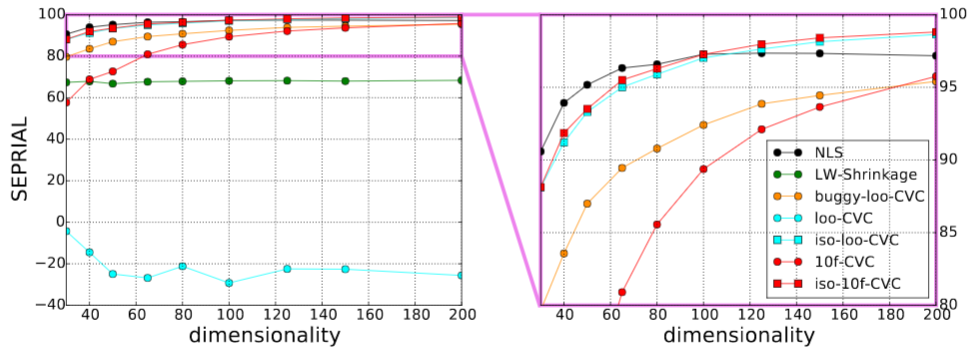 SEPRIAL
100
80
60
40
20
0
−20
−40
40 60 80 100 120 140 160 180 200
dimensionality
100
95
90
85
80
40 60 80 100 120 140 160 180 200
dimensionality
NLS
LW-Shrinkage
buggy-loo-CVC
loo-CVC
iso-loo-CVC
10f-CVC
iso-10f-CVC